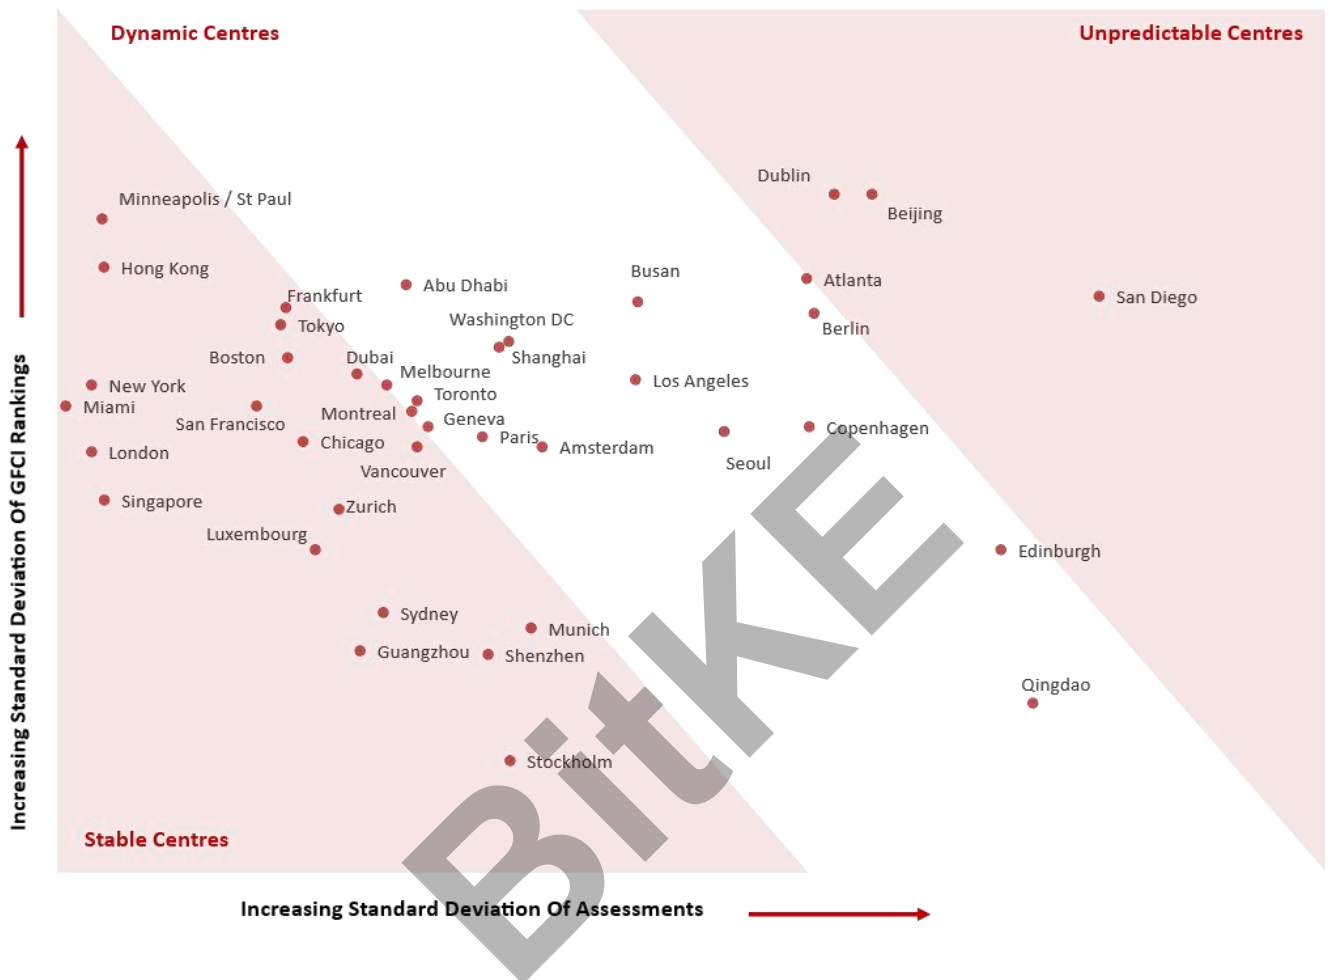 Dynamic Centres
Unpredictable Centres
Dublin
Minneapolis / St Paul
Beijing
Hong Kong
Busan
Atlanta
Abu Dhabi
San Diego
Frankfurt
Washington DC
Tokyo
Berlin
Boston
Dubai
Shanghai
Melbourne
Los Angeles
New York
Toronto
Miami
Montreal
Geneva
San Francisco
Copenhagen
Chicago
Paris
Amsterdam
London
Vancouver
Seoul
Singapore
Zurich
Luxembourg
Edinburgh
Sydney
Munich
Guangzhou
Shenzhen
Qingdao
Stockholm
Stable Centres
Increasing Standard Deviation Of GFCI Rankings
Increasing Standard Deviation Of Assessments
BitKE